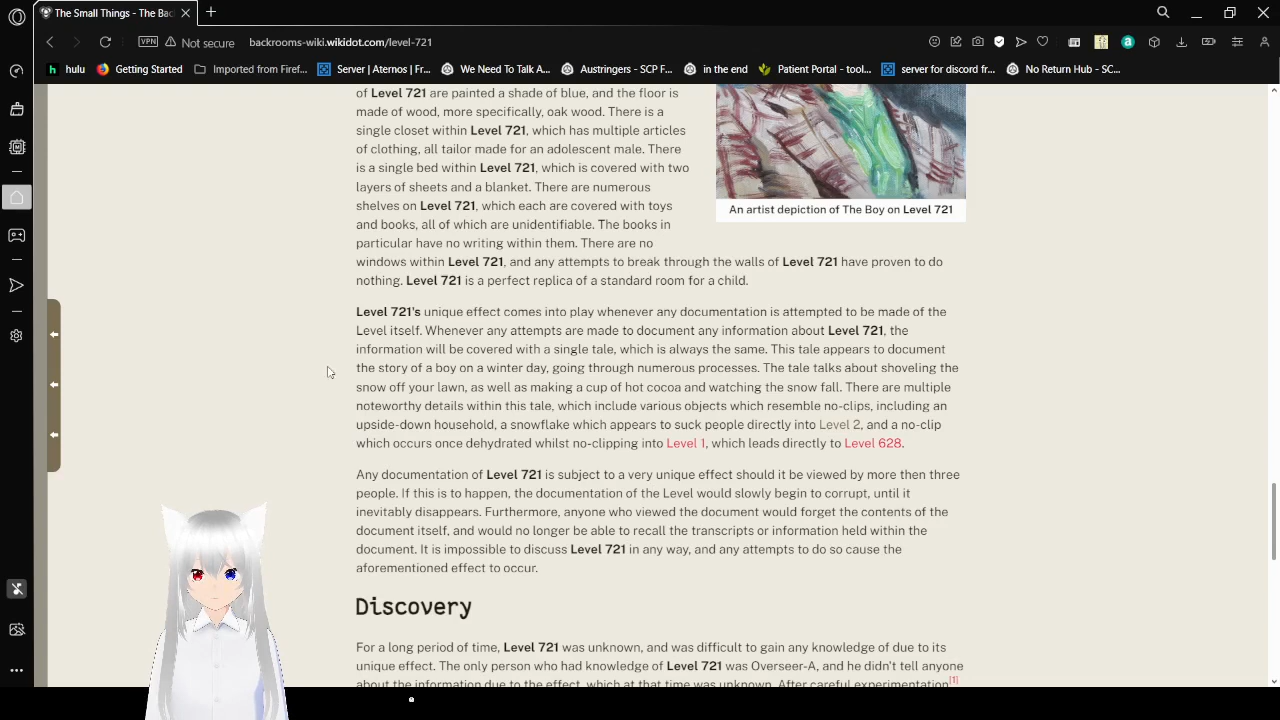 The Small Things - The Bac
Not secure
backrooms-wiki.wikidot.com/level-721
VPN
hulu
Getting Started
Imported from Firef...
Server | Aternos | Fr...
We Need To Talk A...
Austringers - SCP F...
in the end
Patient Portal - tool...
server for discord fr...
No Return Hub - SC...
of Level 721 are painted a shade of blue, and the floor is
made of wood, more specifically, oak wood. There is a
single closet within Level 721, which has multiple articles
of clothing, all tailor made for an adolescent male. There
is a single bed within Level 721, which is covered with two
layers of sheets and a blanket. There are numerous
shelves on Level 721, which each are covered with toys
and books, all of which are unidentifiable. The books in
particular have no writing within them. There are no
windows within Level 721, and any attempts to break through the walls of Level 721 have proven to do
nothing. Level 721 is a perfect replica of a standard room for a child.
An artist depiction of The Boy on Level 721
Level 721's unique effect comes into play whenever any documentation is attempted to be made of the
Level itself. Whenever any attempts are made to document any information about Level 721, the
information will be covered with a single tale, which is always the same. This tale appears to document
the story of a boy on a winter day, going through numerous processes. The tale talks about shoveling the
snow off your lawn, as well as making a cup of hot cocoa and watching the snow fall. There are multiple
noteworthy details within this tale, which include various objects which resemble no-clips, including an
upside-down household, a snowflake which appears to suck people directly into Level 2, and a no-clip
which occurs once dehydrated whilst no-clipping into Level 1, which leads directly to Level 628.
Any documentation of Level 721 is subject to a very unique effect should it be viewed by more then three
people. If this is to happen, the documentation of the Level would slowly begin to corrupt, until it
inevitably disappears. Furthermore, anyone who viewed the document would forget the contents of the
document itself, and would no longer be able to recall the transcripts or information held within the
document. It is impossible to discuss Level 721 in any way, and any attempts to do so cause the
aforementioned effect to occur.
Discovery
For a long period of time, Level 721 was unknown, and was difficult to gain any knowledge of due to its
unique effect. The only person who had knowledge of Level 721 was Overseer-A, and he didn't tell anyone
about the information due to the effect, which at that time was unknown. After careful experimentation[1]